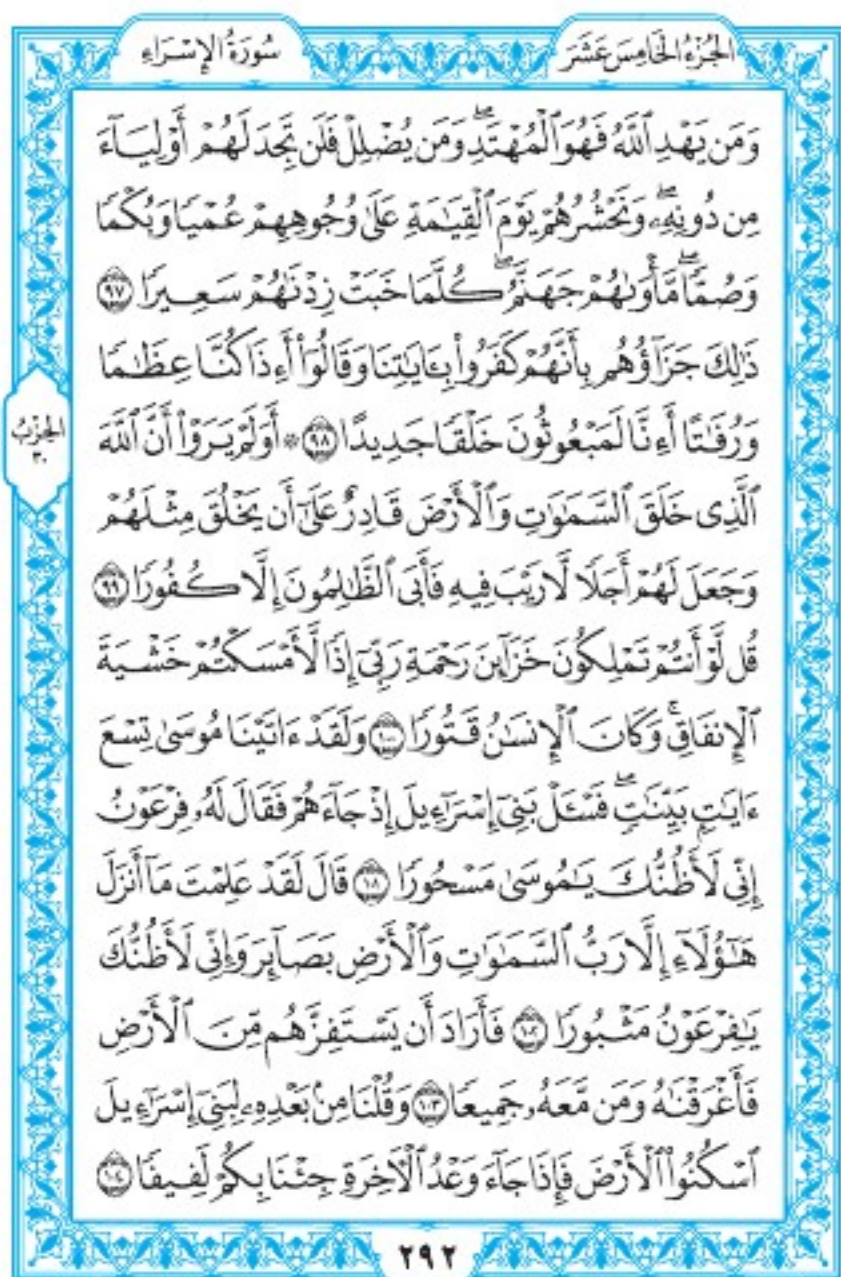 الجُزْءُ الخَامِسَ عَشَرَ
سُورَةُ الإِسْرَاءِ
وَمَن يَهْدِ ٱللَّهُ فَهُوَ ٱلْمُهْتَدِۖ وَمَن يُضْلِلْ فَلَن تَجِدَ لَهُمْ أَوْلِيَآءَ
مِن دُونِهِۦۖ وَنَحْشُرُهُمْ يَوْمَ ٱلْقِيَٰمَةِ عَلَىٰ وُجُوهِهِمْ عُمْيًا وَبُكْمًا
وَصُمًّاۖ مَّأْوَىٰهُمْ جَهَنَّمُۖ كُلَّمَا خَبَتْ زِدْنَٰهُمْ سَعِيرًا ٩٧
ذَٰلِكَ جَزَآؤُهُم بِأَنَّهُمْ كَفَرُوا۟ بِـَٔايَٰتِنَا وَقَالُوٓا۟ أَءِذَا كُنَّا عِظَٰمًا
وَرُفَٰتًا أَءِنَّا لَمَبْعُوثُونَ خَلْقًا جَدِيدًا ٩٨ ۞ أَوَلَمْ يَرَوْا۟ أَنَّ ٱللَّهَ
ٱلَّذِى خَلَقَ ٱلسَّمَٰوَٰتِ وَٱلْأَرْضَ قَادِرٌ عَلَىٰٓ أَن يَخْلُقَ مِثْلَهُمْ
وَجَعَلَ لَهُمْ أَجَلًا لَّا رَيْبَ فِيهِ فَأَبَى ٱلظَّٰلِمُونَ إِلَّا كُفُورًا ٩٩
قُل لَّوْ أَنتُمْ تَمْلِكُونَ خَزَآئِنَ رَحْمَةِ رَبِّىٓ إِذًا لَّأَمْسَكْتُمْ خَشْيَةَ
ٱلْإِنفَاقِۚ وَكَانَ ٱلْإِنسَٰنُ قَتُورًا ١٠٠ وَلَقَدْ ءَاتَيْنَا مُوسَىٰ تِسْعَ
ءَايَٰتٍۭ بَيِّنَٰتٍۖ فَسْـَٔلْ بَنِىٓ إِسْرَٰٓءِيلَ إِذْ جَآءَهُمْ فَقَالَ لَهُۥ فِرْعَوْنُ
إِنِّى لَأَظُنُّكَ يَٰمُوسَىٰ مَسْحُورًا ١٠١ قَالَ لَقَدْ عَلِمْتَ مَآ أَنزَلَ
هَٰٓؤُلَآءِ إِلَّا رَبُّ ٱلسَّمَٰوَٰتِ وَٱلْأَرْضِ بَصَآئِرَ وَإِنِّى لَأَظُنُّكَ
يَٰفِرْعَوْنُ مَثْبُورًا ١٠٢ فَأَرَادَ أَن يَسْتَفِزَّهُم مِّنَ ٱلْأَرْضِ
فَأَغْرَقْنَٰهُ وَمَن مَّعَهُۥ جَمِيعًا ١٠٣ وَقُلْنَا مِنۢ بَعْدِهِۦ لِبَنِىٓ إِسْرَٰٓءِيلَ
ٱسْكُنُوا۟ ٱلْأَرْضَ فَإِذَا جَآءَ وَعْدُ ٱلْأَخِرَةِ جِئْنَا بِكُمْ لَفِيفًا ١٠٤
الحِزْبُ
٣٠
٢٩٢